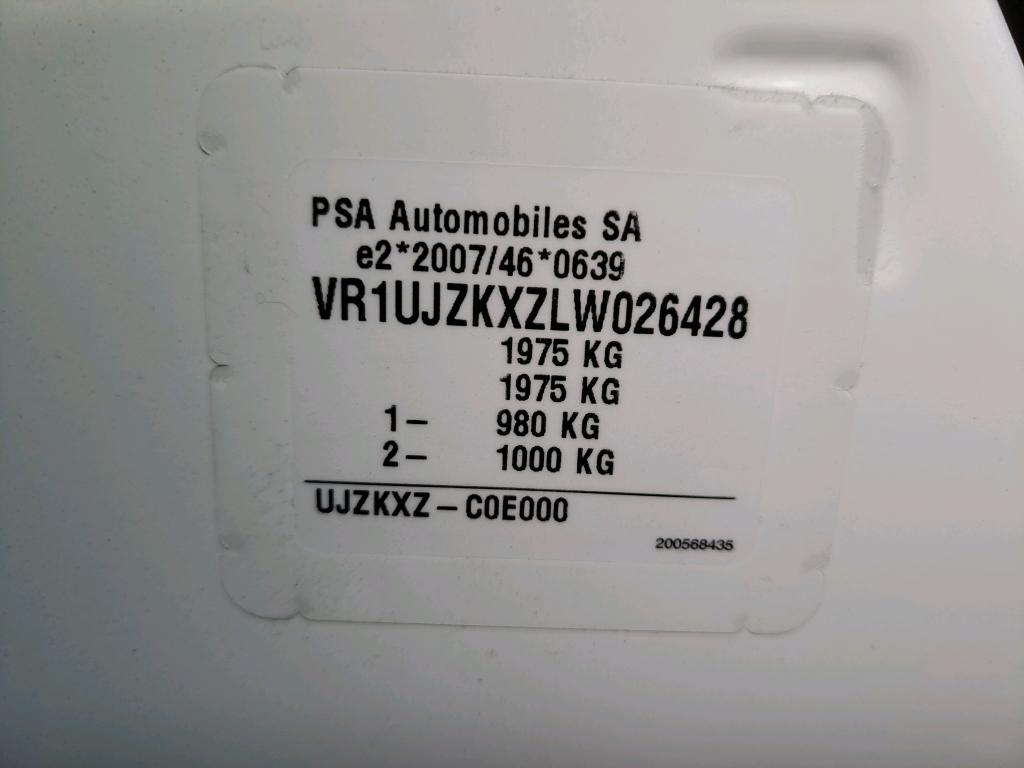 PSA Automobiles SA
e2*2007/46*0639
VR1UJZKXZLW026428
1975 KG
1975 KG
1- 980 KG
2- 1000 KG
UJZKXZ-C0E000
200568435